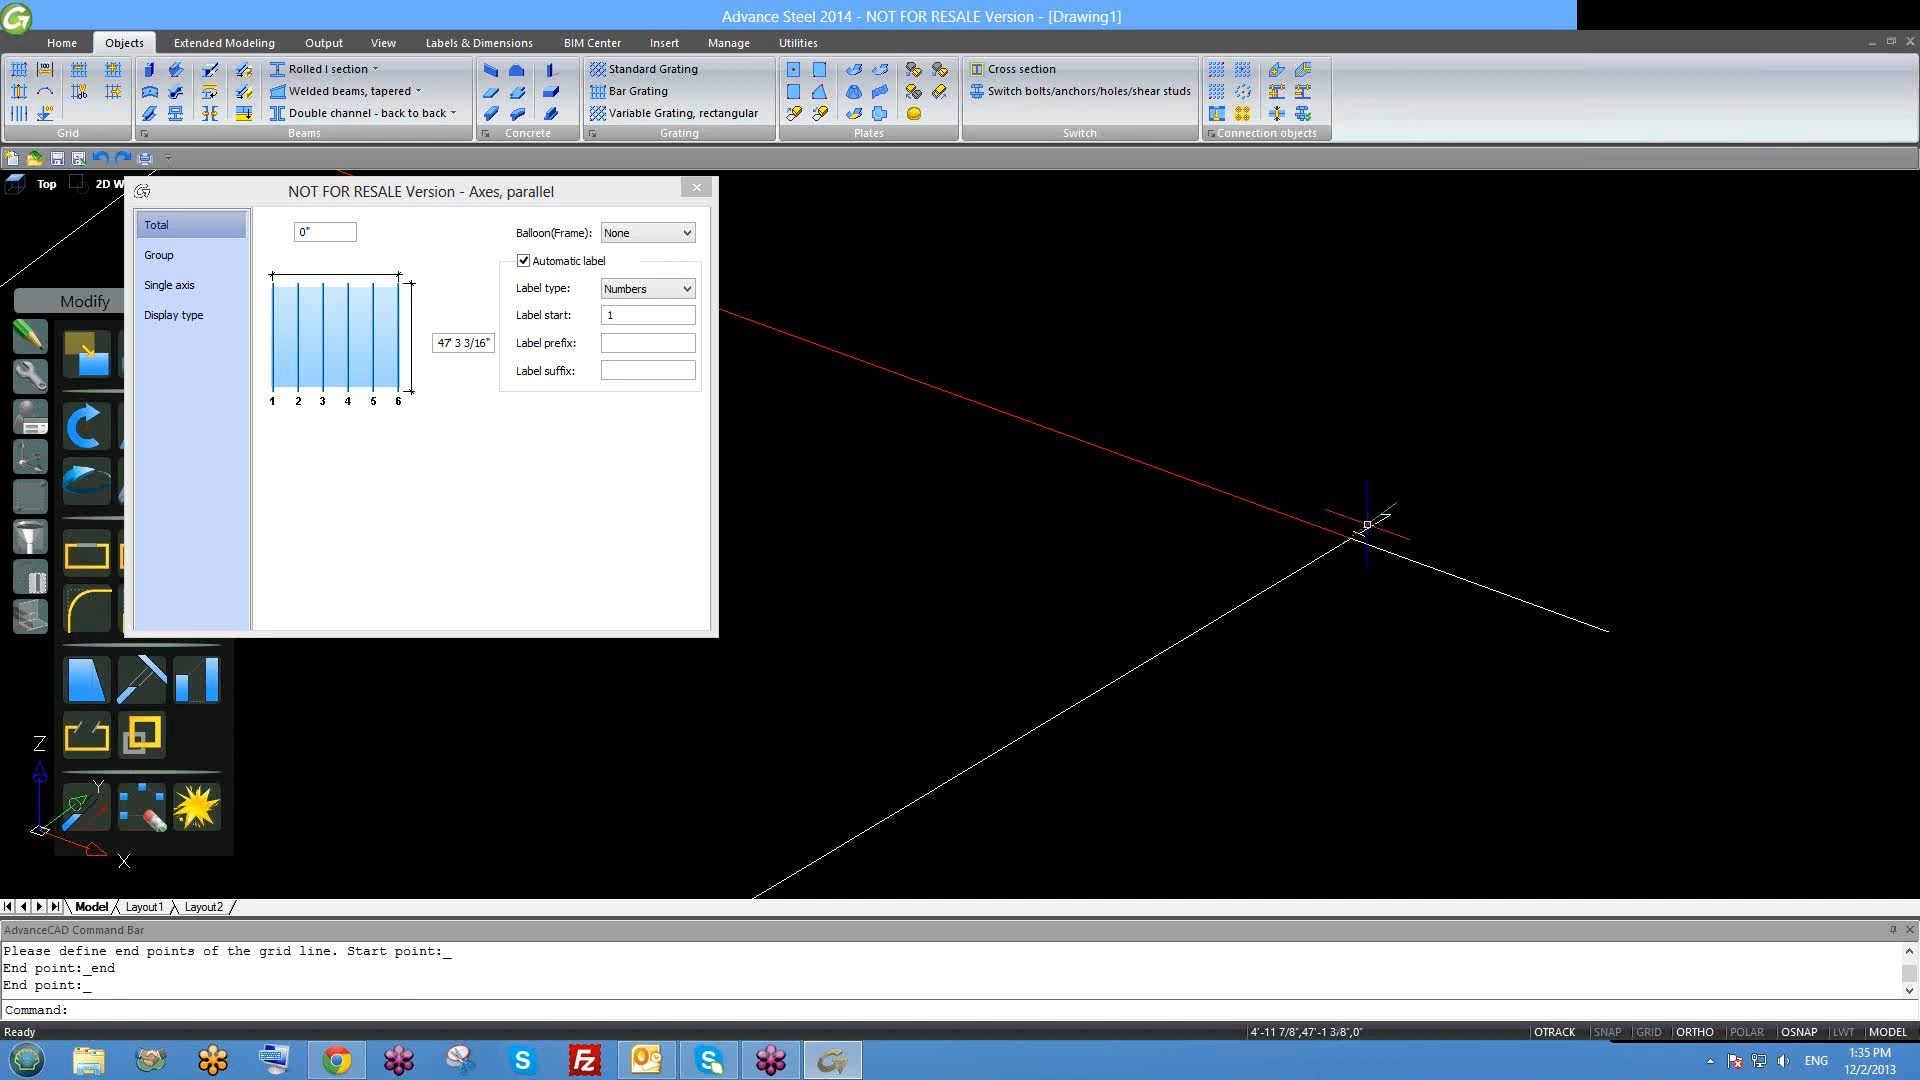 Advance Steel 2014 - NOT FOR RESALE Version - [Drawing1]
Home Objects Extended Modeling Output View Labels & Dimensions BIM Center Insert Manage Utilities
Rolled I section Standard Grating Cross section
Welded beams, tapered Bar Grating Switch bolts/anchors/holes/shear studs
Double channel - back to back Variable Grating, rectangular
Grid Beams Concrete Grating Plates Switch Connection objects
Top 2D W
NOT FOR RESALE Version - Axes, parallel
Total
Group
Single axis
Display type
0"
Balloon(Frame): None
Automatic label
Label type: Numbers
Label start: 1
47' 3 3/16" Label prefix:
Label suffix:
1 2 3 4 5 6
Modify
Z
Y
X
Model Layout1 Layout2
AdvanceCAD Command Bar
Please define end points of the grid line. Start point:_
End point:_end
End point:_
Command:
Ready 4'-11 7/8",47'-1 3/8",0" OTRACK SNAP GRID ORTHO POLAR OSNAP LWT MODEL
ENG 1:35 PM
12/2/2013